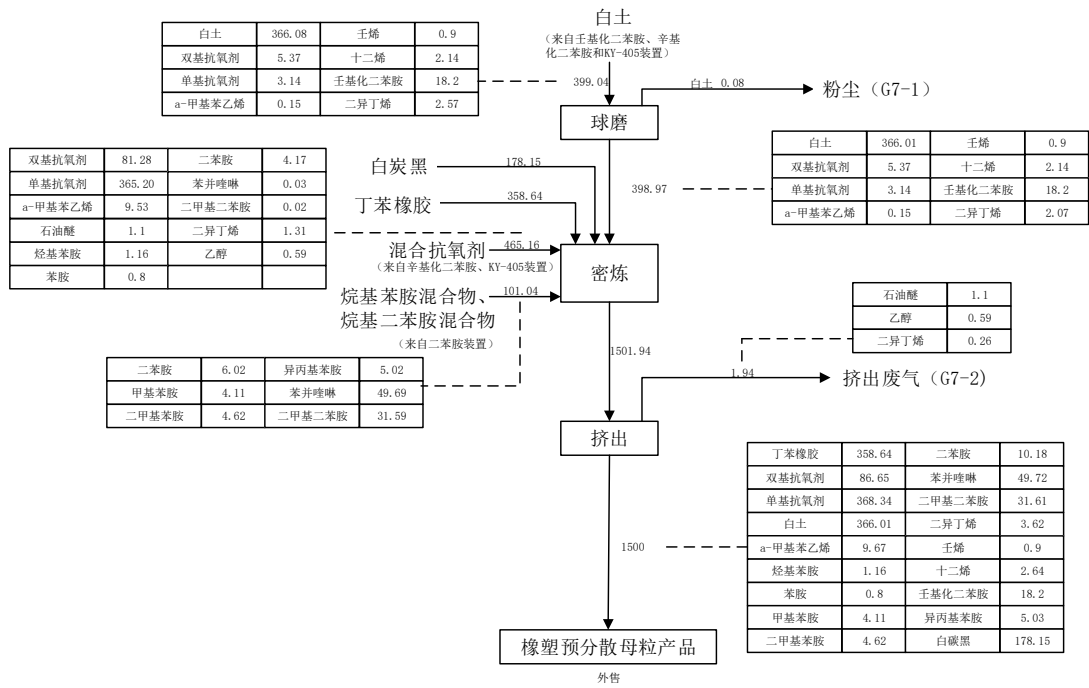 白土
（来自壬基化二苯胺、辛基
化二苯胺和KY-405装置）
白土 366.08 壬烯 0.9
双基抗氧剂 5.37 十二烯 2.14
单基抗氧剂 3.14 壬基化二苯胺 18.2
a-甲基苯乙烯 0.15 二异丁烯 2.57
399.04
白土 0.08
粉尘（G7-1）
球磨
白土 366.01 壬烯 0.9
双基抗氧剂 5.37 十二烯 2.14
单基抗氧剂 3.14 壬基化二苯胺 18.2
a-甲基苯乙烯 0.15 二异丁烯 2.07
398.97
双基抗氧剂 81.28 二苯胺 4.17
单基抗氧剂 365.20 苯并喹啉 0.03
a-甲基苯乙烯 9.53 二甲基二苯胺 0.02
石油醚 1.1 二异丁烯 1.31
烃基苯胺 1.16 乙醇 0.59
苯胺 0.8
白炭黑
178.15
丁苯橡胶
358.64
混合抗氧剂
465.16
（来自辛基化二苯胺、KY-405装置）
密炼
烷基苯胺混合物、
烷基二苯胺混合物
101.04
（来自二苯胺装置）
石油醚 1.1
乙醇 0.59
二异丁烯 0.26
1501.94
二苯胺 6.02 异丙基苯胺 5.02
甲基苯胺 4.11 苯并喹啉 49.69
二甲基苯胺 4.62 二甲基二苯胺 31.59
1.94
挤出废气（G7-2)
挤出
丁苯橡胶 358.64 二苯胺 10.18
双基抗氧剂 86.65 苯并喹啉 49.72
单基抗氧剂 368.34 二甲基二苯胺 31.61
白土 366.01 二异丁烯 3.62
a-甲基苯乙烯 9.67 壬烯 0.9
烃基苯胺 1.16 十二烯 2.64
苯胺 0.8 壬基化二苯胺 18.2
甲基苯胺 4.11 异丙基苯胺 5.03
二甲基苯胺 4.62 白碳黑 178.15
1500
橡塑预分散母粒产品
外售